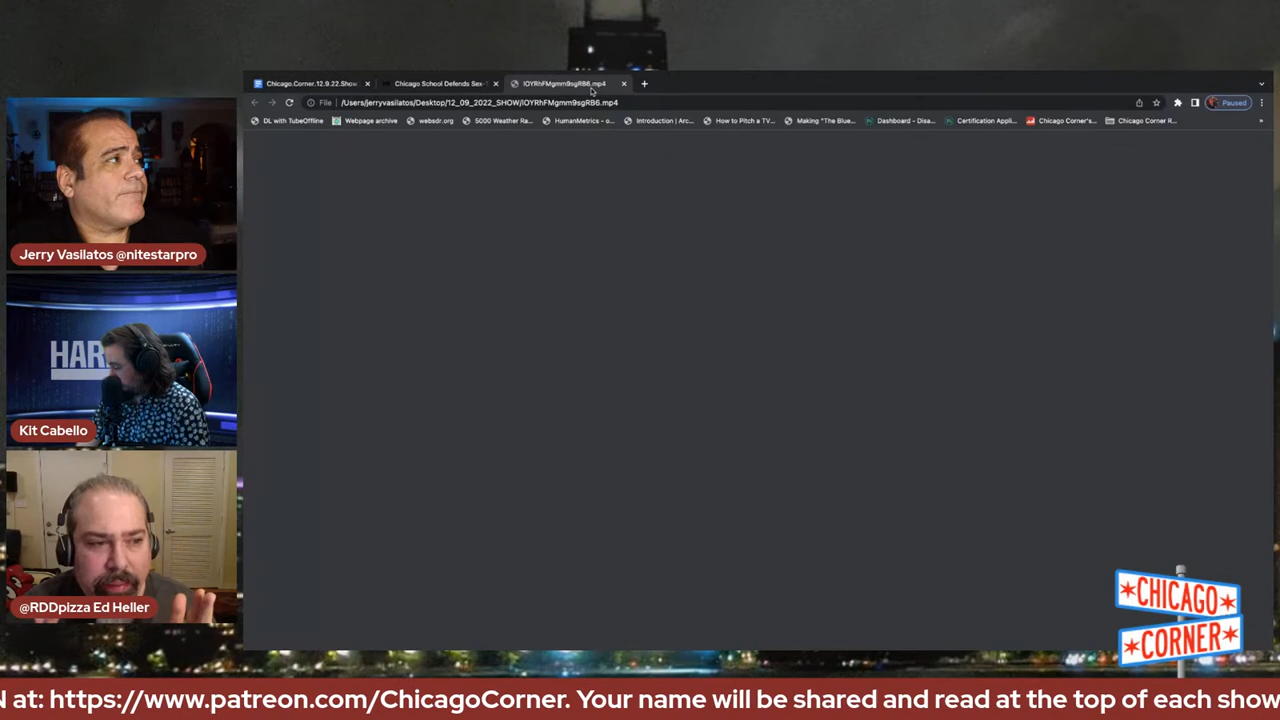 Chicago.Corner.12.9.22.Show
Chicago School Defends Sex-
IOYRhFMgmm9sgRB6.mp4
File
/Users/jerryvasilatos/Desktop/12_09_2022_SHOW/IOYRhFMgmm9sgRB6.mp4
Paused
DL with TubeOffline
Webpage archive
websdr.org
5000 Weather Ra...
HumanMetrics - o...
Introduction | Arc...
How to Pitch a TV...
Making "The Blue...
Dashboard - Disa...
Certification Appli...
Chicago Corner's...
Chicago Corner R...
Jerry Vasilatos @nitestarpro
HAR
Kit Cabello
@RDDpizza Ed Heller
CHICAGO
CORNER
N at: https://www.patreon.com/ChicagoCorner. Your name will be shared and read at the top of each show